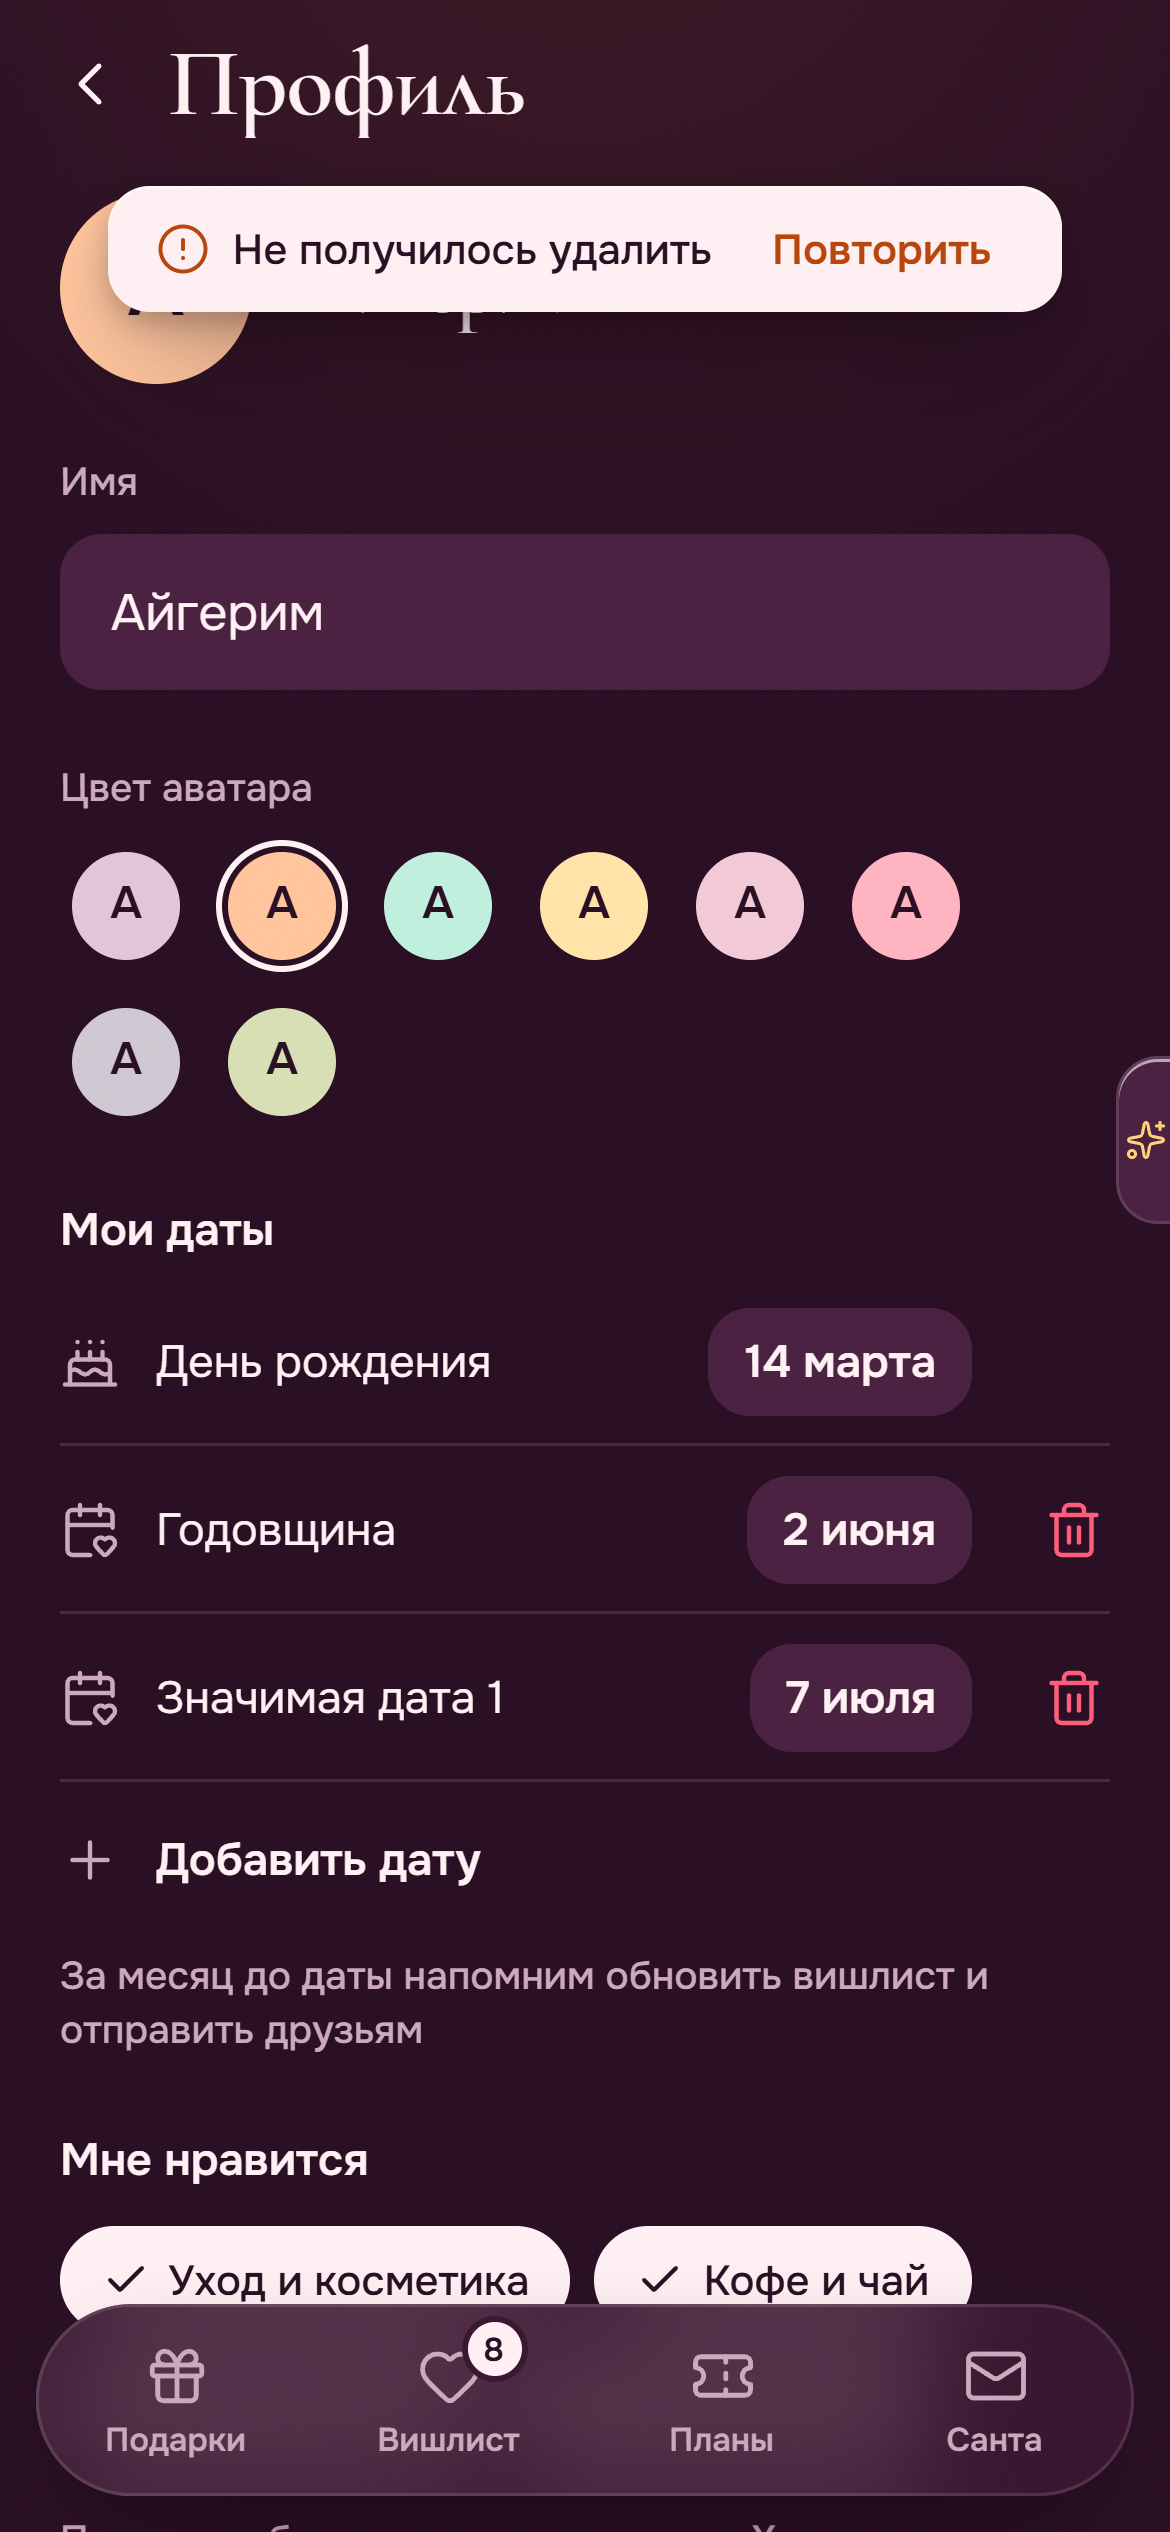 Профиль
Не получилось удалить Повторить
Имя
Айгерим
Цвет аватара
А А А А А А
А А
Мои даты
День рождения 14 марта
Годовщина 2 июня
Значимая дата 1 7 июля
Добавить дату
За месяц до даты напомним обновить вишлист и
отправить друзьям
Мне нравится
Уход и косметика Кофе и чай
8
Подарки Вишлист Планы Санта